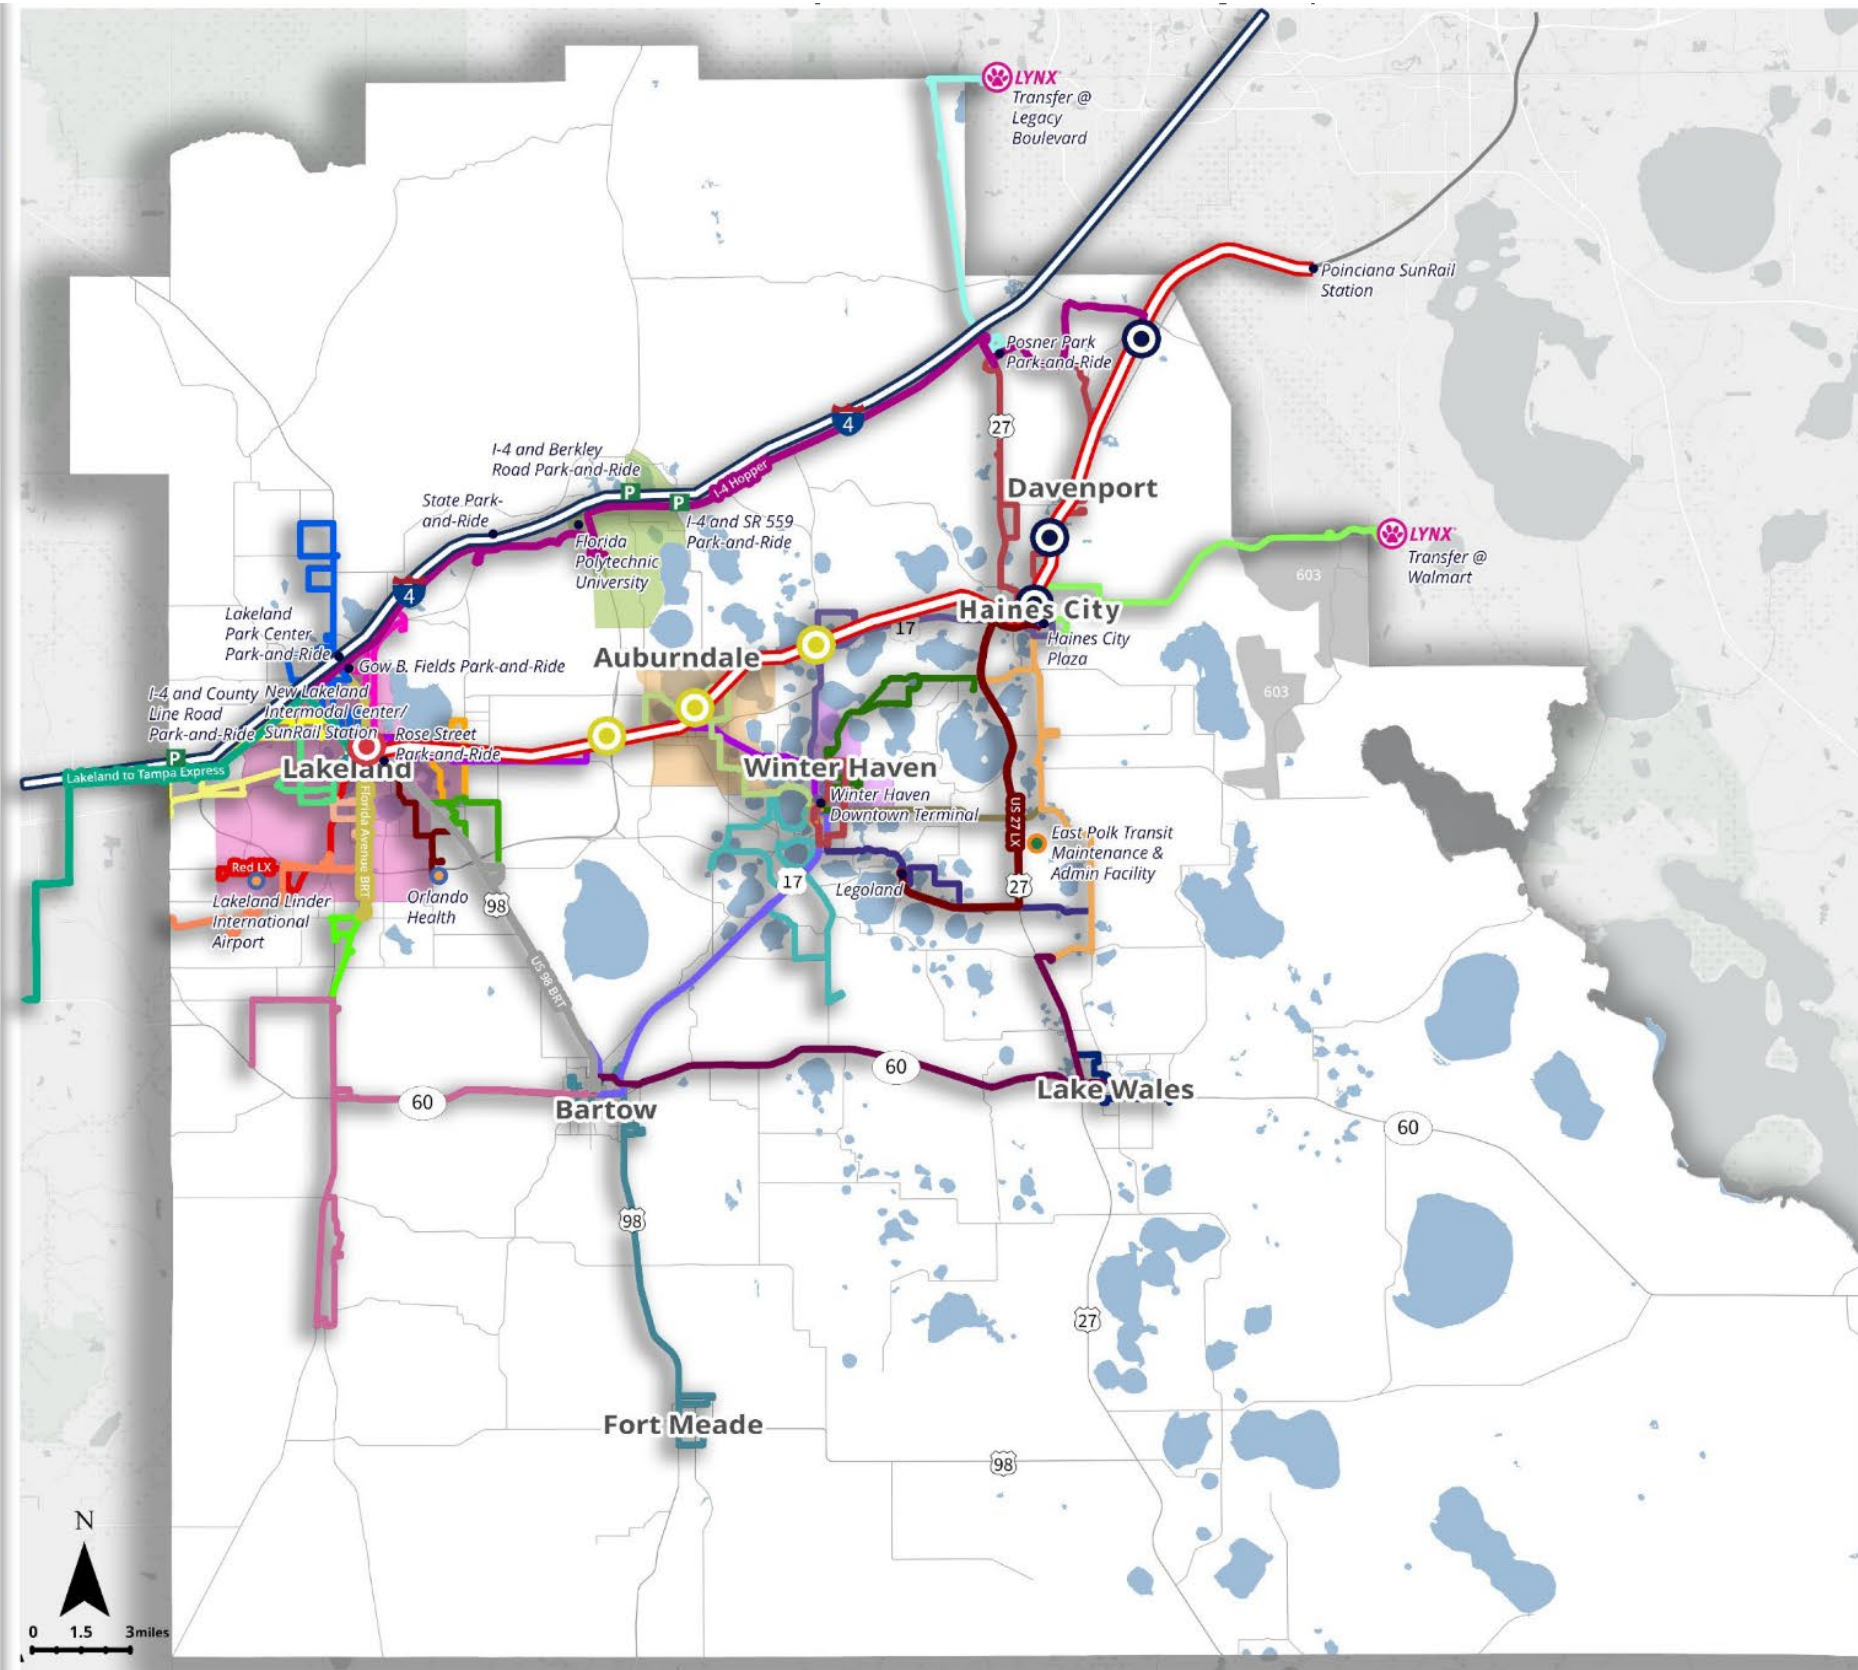 LYNX
Transfer @
Legacy
Boulevard
Poinciana SunRail
Station
Posner Park
Park-and-Ride
4
27
I-4 and Berkley
Road Park-and-Ride
I-4 Hopper
Davenport
State Park-
and-Ride
P
P
I-4 and SR 559
Park-and-Ride
Florida
Polytechnic
University
LYNX
Transfer @
Walmart
603
4
Lakeland
Park Center
Park-and-Ride
Haines City
17
Haines City
Plaza
Auburndale
Gow B. Fields Park-and-Ride
603
I-4 and County
Line Road
Park-and-Ride
New Lakeland
Intermodal Center/
SunRail Station
Rose Street
Park-and-Ride
P
Lakeland to Tampa Express
Lakeland
Winter Haven
Winter Haven
Downtown Terminal
Florida Avenue BRT
US 27 LX
East Polk Transit
Maintenance &
Admin Facility
Red LX
17
Legoland
27
Lakeland Linder
International
Airport
Orlando
Health
98
US 98 BRT
60
60
Lake Wales
Bartow
60
98
27
Fort Meade
98
N
0 1.5 3miles